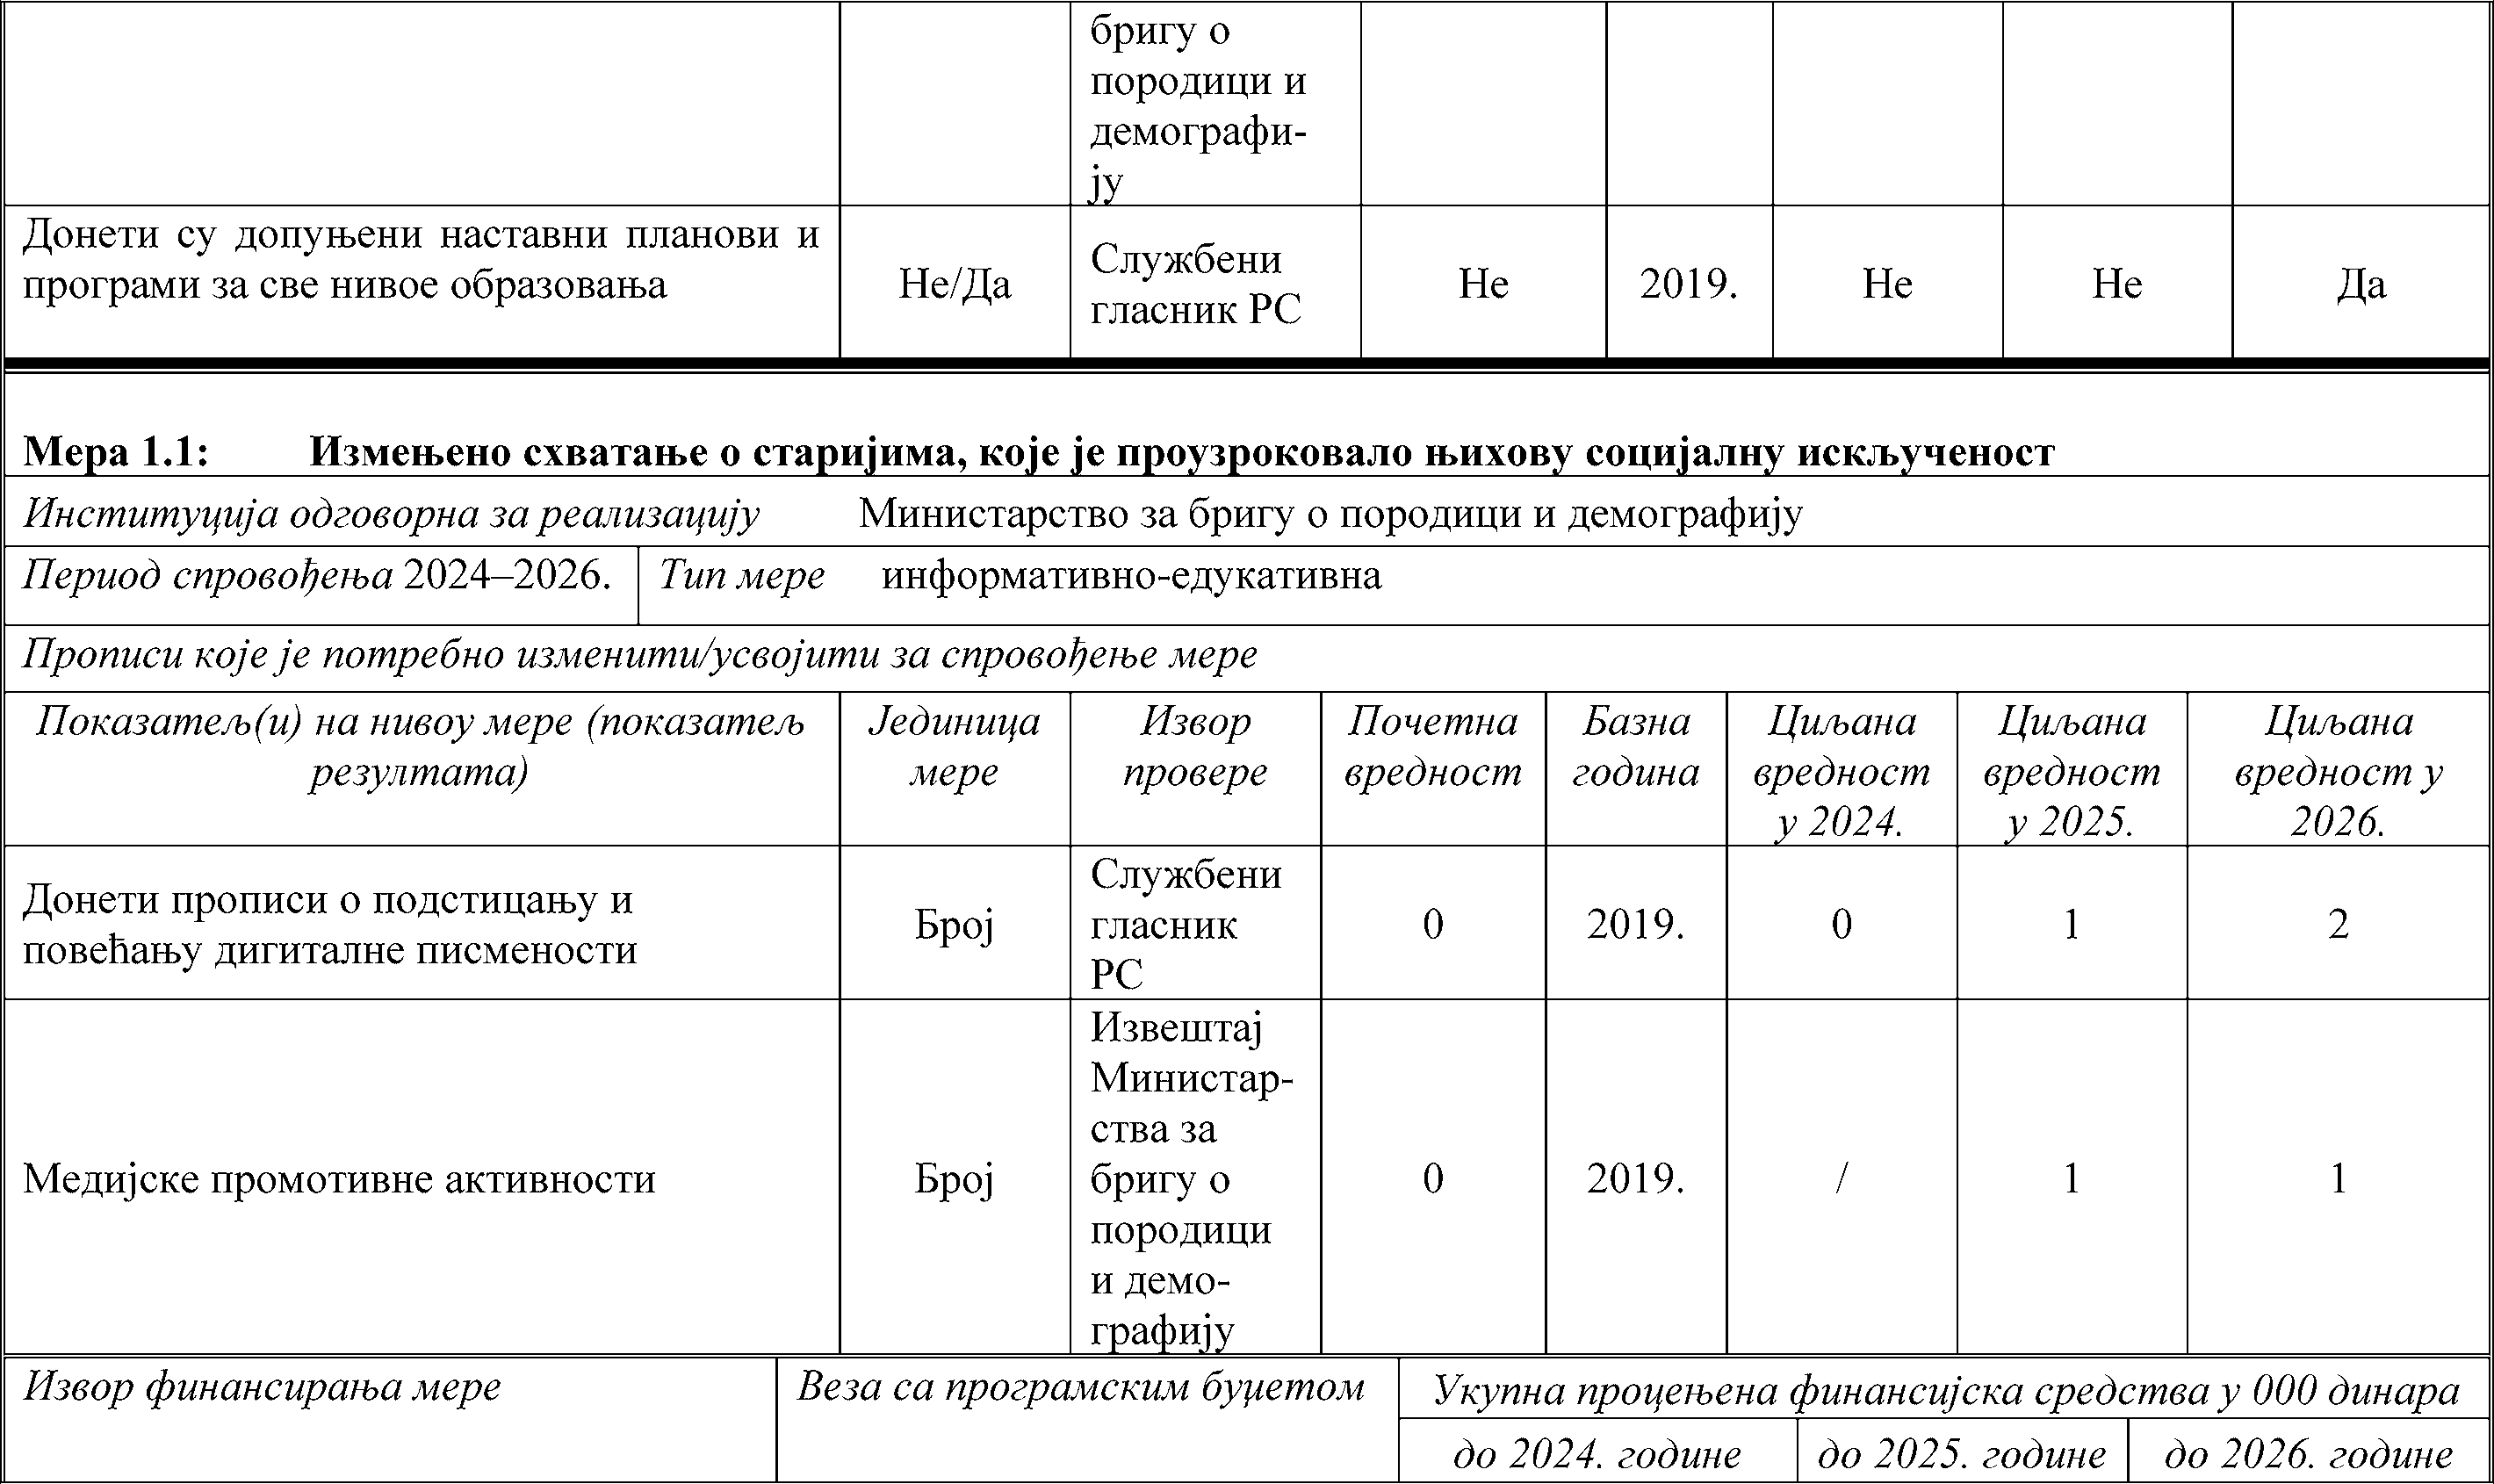 бригу о
породици и
демографи-
ју
Донети су допуњени наставни планови и
програми за све нивое образовања
Не/Да
Службени
гласник РС
Не
2019.
Не
Не
Да
Мера 1.1: Измењено схватање о старијима, које је проузроковало њихову социјалну искљученост
Институција одговорна за реализацију Министарство за бригу о породици и демографију
Период спровођења 2024–2026.
Тип мере информативно-едукативна
Прописи које је потребно изменити/усвојити за спровођење мере
Показатељ(и) на нивоу мере (показатељ
резултата)
Јединица
мере
Извор
провере
Почетна
вредност
Базна
година
Циљана
вредност
у 2024.
Циљана
вредност
у 2025.
Циљана
вредност у
2026.
Донети прописи о подстицању и
повећању дигиталне писмености
Број
Службени
гласник
РС
0
2019.
0
1
2
Медијске промотивне активности
Број
Извештај
Министар-
ства за
бригу о
породици
и демо-
графију
0
2019.
/
1
1
Извор финансирања мере
Веза са програмским буџетом
Укупна процењена финансијска средства у 000 динара
до 2024. године
до 2025. године
до 2026. године